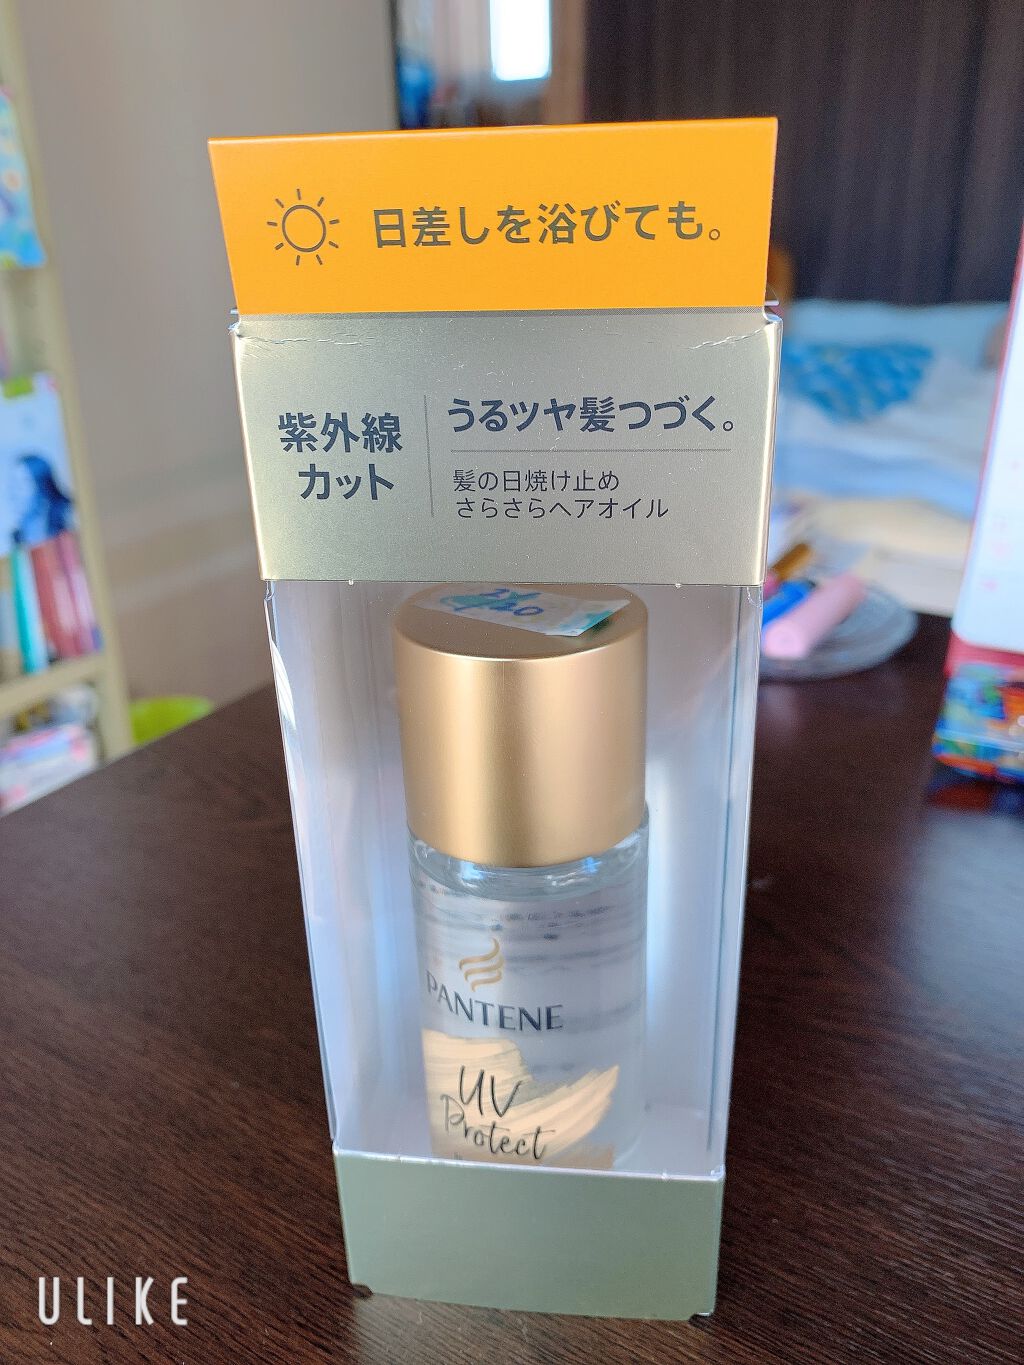 日差しを浴びても。
紫外線
カット
うるツヤ髪つづく。
髪の日焼け止め
さらさらヘアオイル
PANTENE
UV
Protect
ULIKE